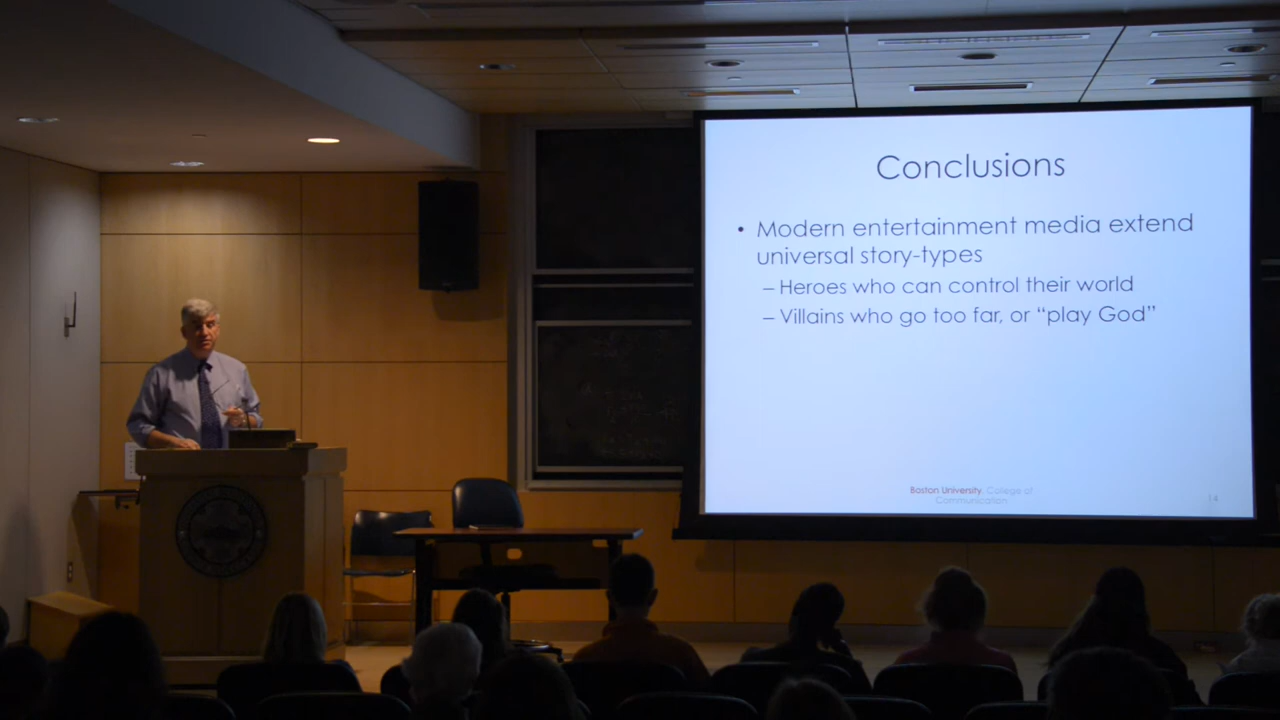 Conclusions
• Modern entertainment media extend
universal story-types
– Heroes who can control their world
– Villains who go too far, or “play God”
Boston University College of
Communication
14